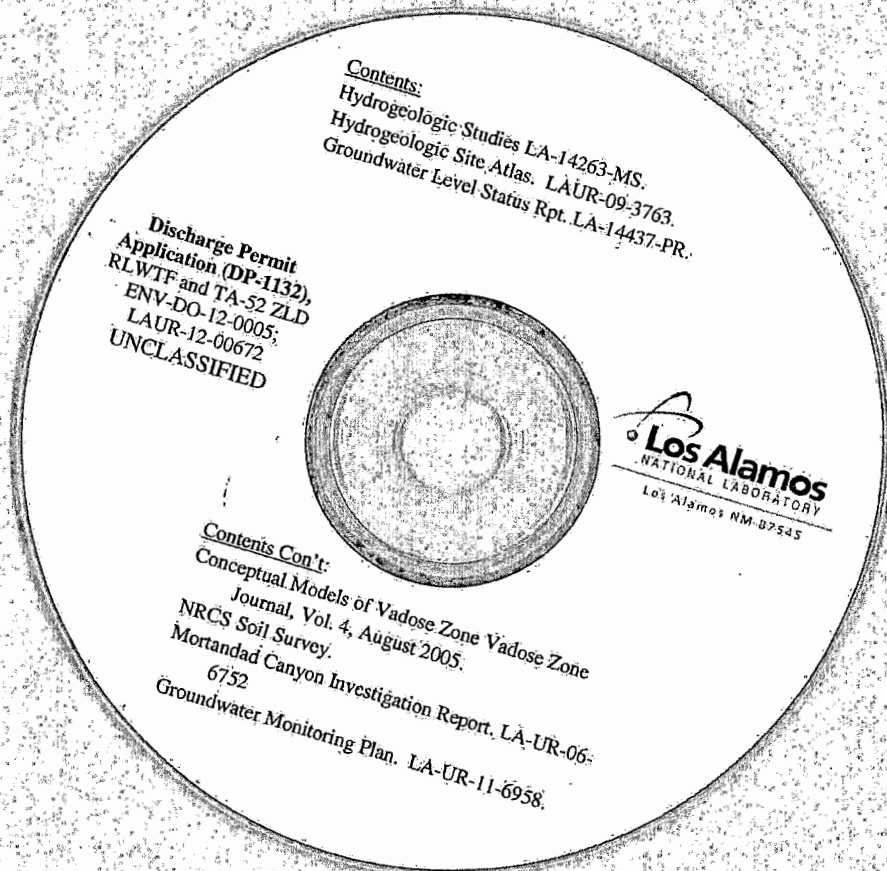 Contents:
Hydrogeologic Studies LA-14263-MS.
Hydrogeologic Site Atlas. LAUR-09-3763.
Groundwater Level Status Rpt. LA-14437-PR.
Discharge Permit
Application (DP-1132),
RLWTF and TA-52 ZLD
ENV-DO-12-0005;
LAUR-12-00672
UNCLASSIFIED
Los Alamos
NATIONAL LABORATORY
Los Alamos NM 87545
Contents Con't:
Conceptual Models of Vadose Zone Vadose Zone
Journal, Vol. 4, August 2005.
NRCS Soil Survey.
Mortandad Canyon Investigation Report. LA-UR-06-
6752
Groundwater Monitoring Plan. LA-UR-11-6958.